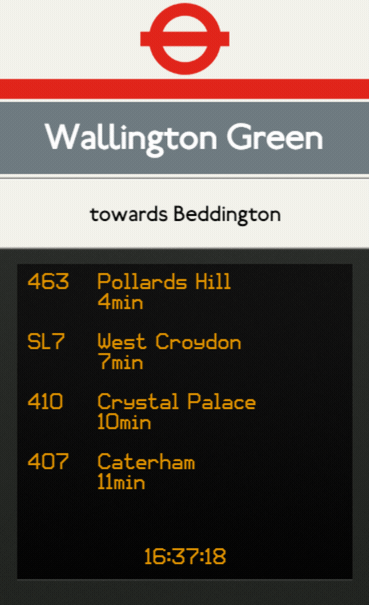 Wallington Green
towards Beddington
463 Pollards Hill
4min
SL7 West Croydon
7min
410 Crystal Palace
10min
407 Caterham
11min
16:37:18